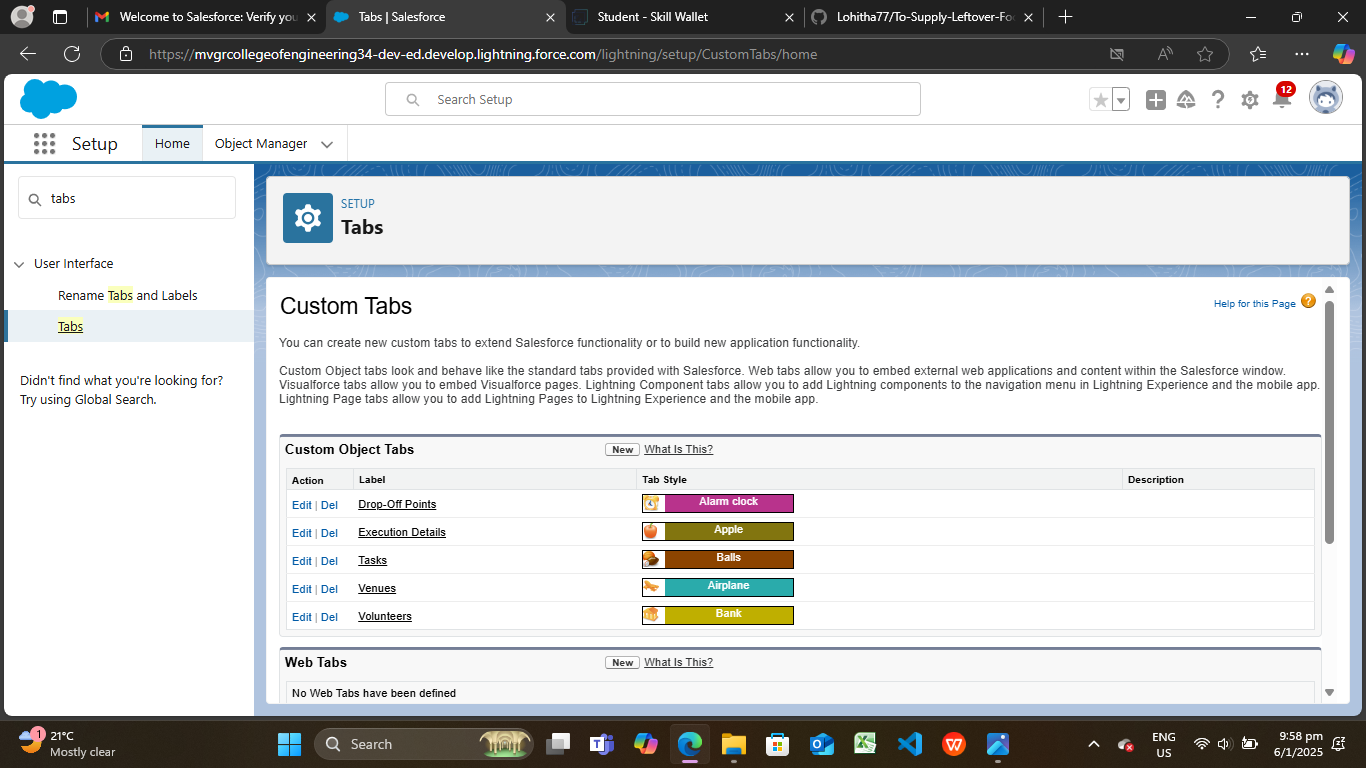 Welcome to Salesforce: Verify you
Tabs | Salesforce
Student - Skill Wallet
Lohitha77/To-Supply-Leftover-Foo
https://mvgrcollegeofengineering34-dev-ed.develop.lightning.force.com/lightning/setup/CustomTabs/home
Search Setup
12
Setup
Home
Object Manager
tabs
User Interface
Rename Tabs and Labels
Tabs
Didn't find what you're looking for?
Try using Global Search.
SETUP
Tabs
Custom Tabs
Help for this Page
You can create new custom tabs to extend Salesforce functionality or to build new application functionality.
Custom Object tabs look and behave like the standard tabs provided with Salesforce. Web tabs allow you to embed external web applications and content within the Salesforce window.
Visualforce tabs allow you to embed Visualforce pages. Lightning Component tabs allow you to add Lightning components to the navigation menu in Lightning Experience and the mobile app.
Lightning Page tabs allow you to add Lightning Pages to Lightning Experience and the mobile app.
Custom Object Tabs New What Is This?
Action Label Tab Style Description
Edit | Del Drop-Off Points Alarm clock
Edit | Del Execution Details Apple
Edit | Del Tasks Balls
Edit | Del Venues Airplane
Edit | Del Volunteers Bank
Web Tabs New What Is This?
No Web Tabs have been defined
1
21°C
Mostly clear
Search
ENG
US
9:58 pm
6/1/2025